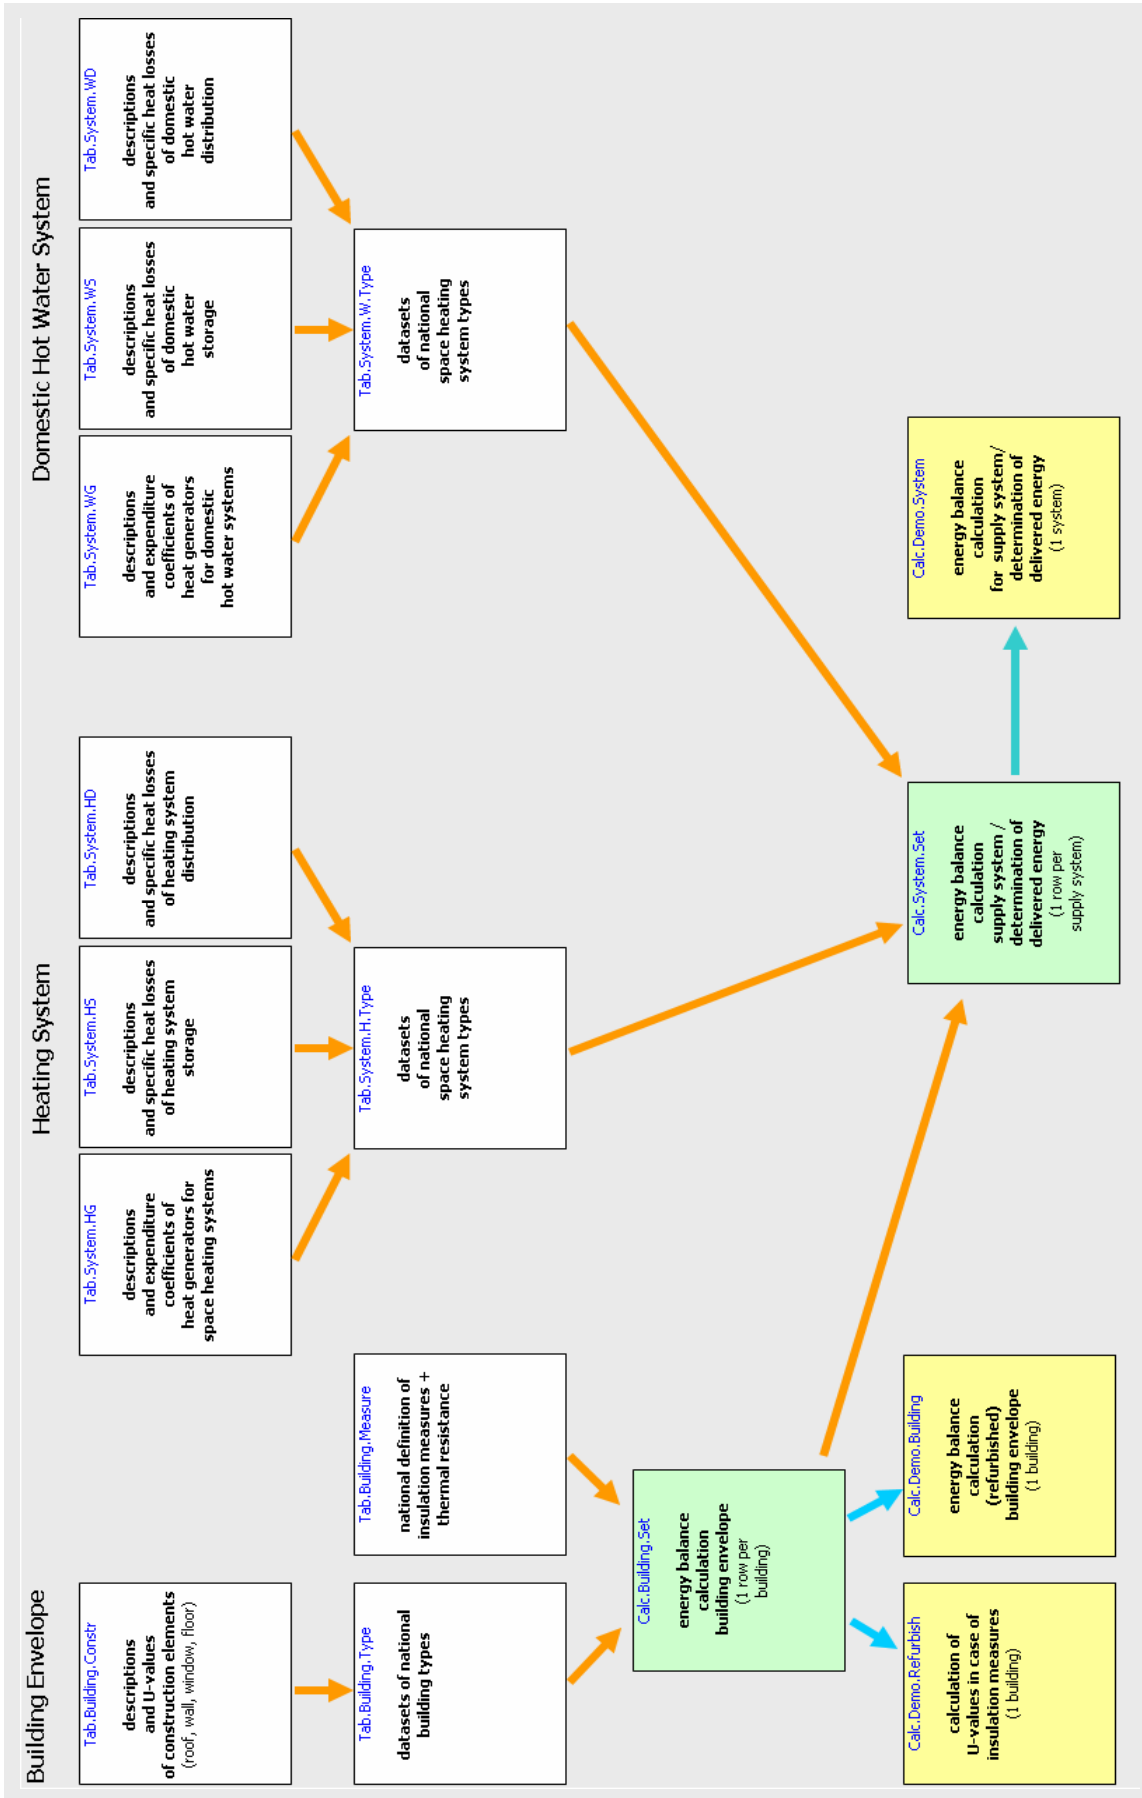 Building Envelope
Heating System
Domestic Hot Water System
Tab.Building.Constr
descriptions
and U-values
of construction elements
(roof, wall, window, floor)
Tab.System.HG
descriptions
and expenditure
coefficients of
heat generators for
space heating systems
Tab.System.HS
descriptions
and specific heat losses
of heating system
storage
Tab.System.HD
descriptions
and specific heat losses
of heating system
distribution
Tab.System.WG
descriptions
and expenditure
coefficients of
heat generators
for domestic
hot water systems
Tab.System.WS
descriptions
and specific heat losses
of domestic
hot water
storage
Tab.System.WD
descriptions
and specific heat losses
of domestic
hot water
distribution
Tab.Building.Type
datasets of national
building types
Tab.Building.Measure
national definition of
insulation measures +
thermal resistance
Tab.System.H.Type
datasets
of national
space heating
system types
Tab.System.W.Type
datasets
of national
space heating
system types
Calc.Building.Set
energy balance
calculation
building envelope
(1 row per
building)
Calc.Demo.Refurbish
calculation of
U-values in case of
insulation measures
(1 building)
Calc.Demo.Building
energy balance
calculation
(refurbished)
building envelope
(1 building)
Calc.System.Set
energy balance
calculation
supply system /
determination of
delivered energy
(1 row per
supply system)
Calc.Demo.System
energy balance
calculation
for supply system/
determination of
delivered energy
(1 system)